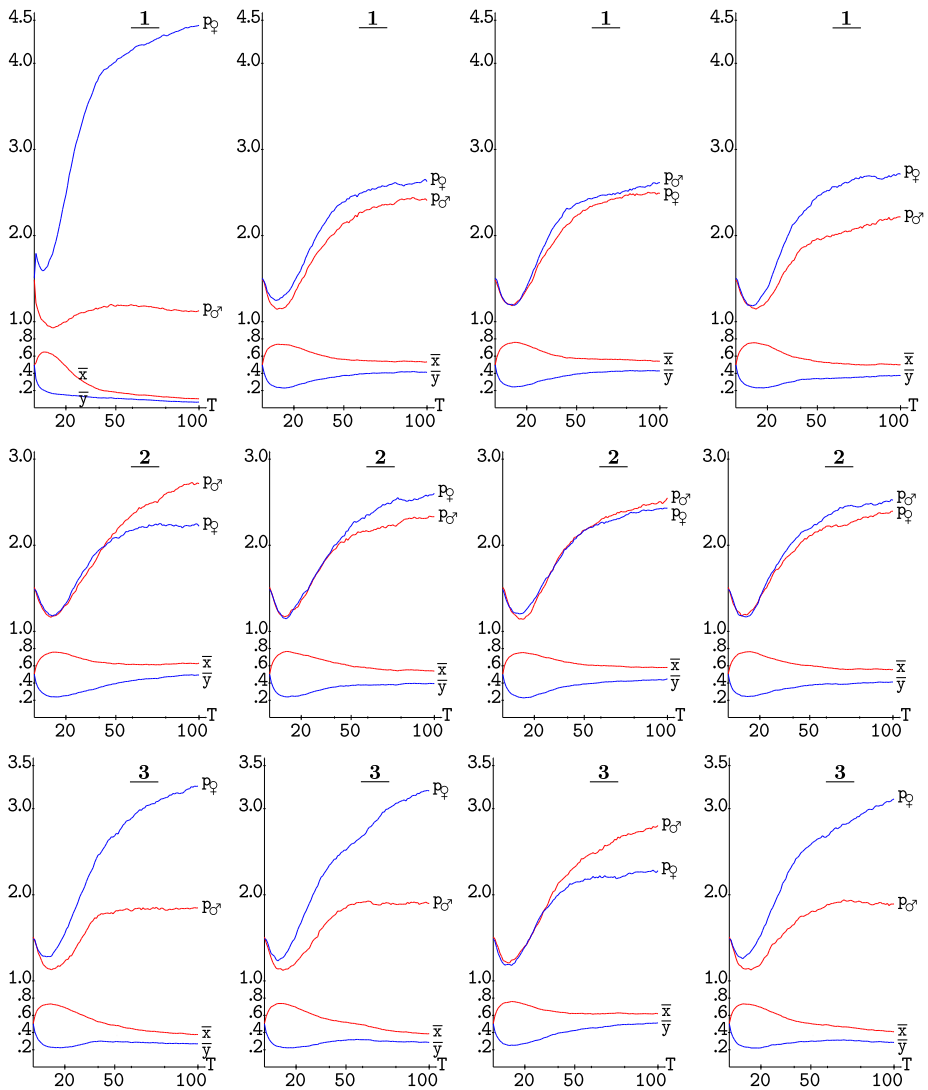 4.5 1 p♀ 4.5 1 4.5 1 4.5 1
4.0 4.0 4.0 4.0
3.0 3.0 3.0 3.0
p♀ p♂ p♀
p♂ p♀
2.0 2.0 2.0 2.0 p♂
1.0 p♂ 1.0 1.0 1.0
.8 .8 .8 .8
.6 .6 .6 .6
.4 x̅ .4 x̅ .4 x̅ .4 x̅
.2 y̅ .2 y̅ .2 y̅ .2 y̅
T T T T
20 50 100 20 50 100 20 50 100 20 50 100
3.0 2 3.0 2 3.0 2 3.0 2
p♂ p♀ p♂ p♂
p♀ p♂ p♀ p♀
2.0 2.0 2.0 2.0
1.0 1.0 1.0 1.0
.8 .8 .8 .8
.6 x̅ .6 x̅ .6 x̅ .6 x̅
.4 y̅ .4 y̅ .4 y̅ .4 y̅
.2 .2 .2 .2
T T T T
20 50 100 20 50 100 20 50 100 20 50 100
3.5 3 3.5 3 3.5 3 3.5 3
p♀ p♀ p♀
3.0 3.0 3.0 3.0
p♂
p♀
2.0 p♂ 2.0 p♂ 2.0 2.0 p♂
1.0 1.0 1.0 1.0
.8 .8 .8 .8
.6 .6 .6 x̅ .6
.4 x̅ .4 x̅ .4 y̅ .4 x̅
.2 y̅ .2 y̅ .2 .2 y̅
T T T T
20 50 100 20 50 100 20 50 100 20 50 100